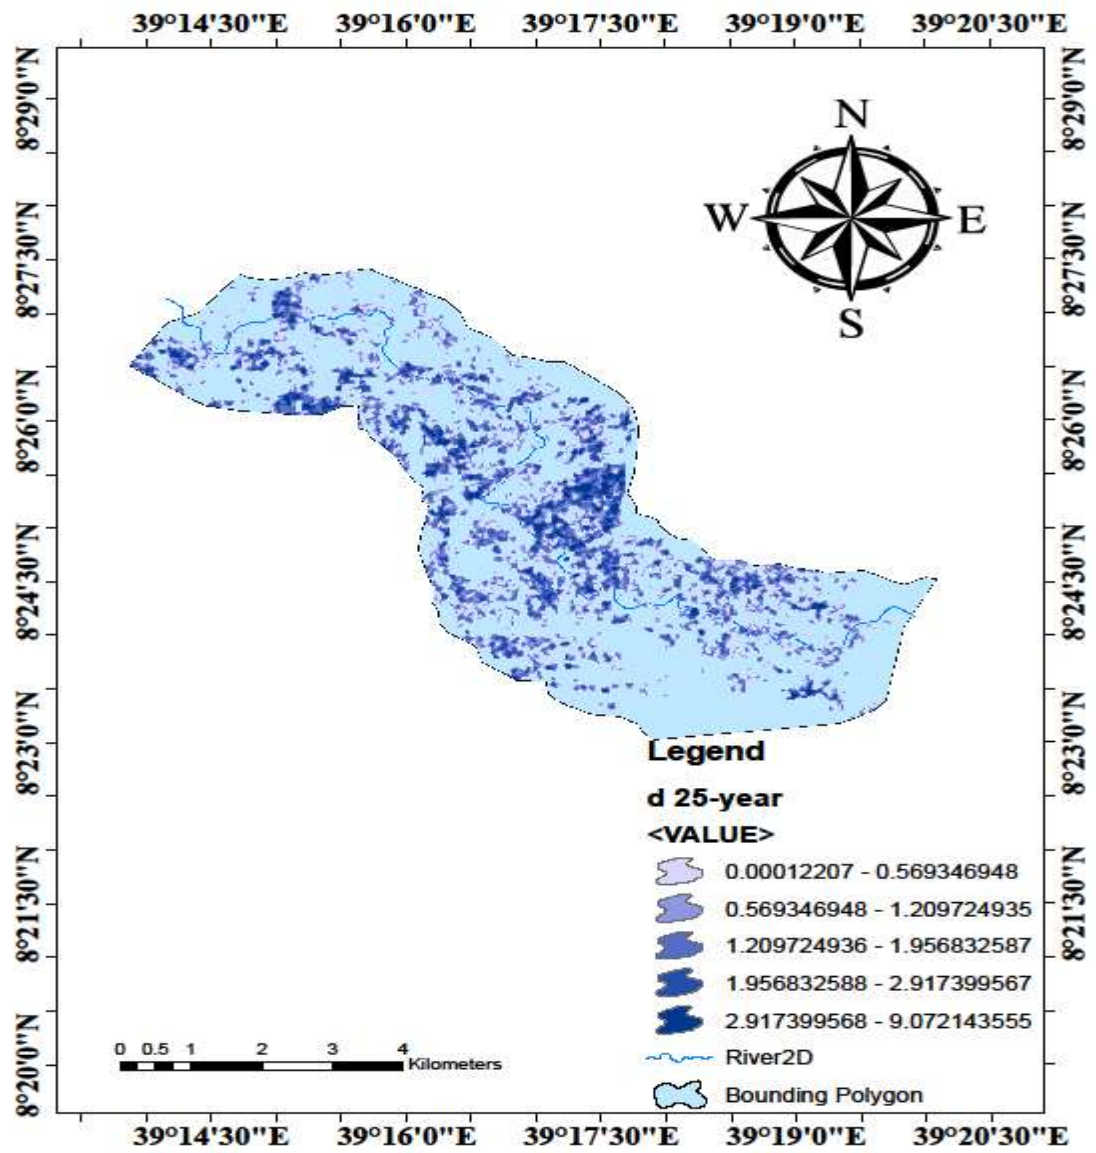 39°14'30"E 39°16'0"E 39°17'30"E 39°19'0"E 39°20'30"E
8°29'0"N
8°27'30"N
8°26'0"N
8°24'30"N
8°23'0"N
8°21'30"N
8°20'0"N
8°29'0"N
8°27'30"N
8°26'0"N
8°24'30"N
8°23'0"N
8°21'30"N
8°20'0"N
N
W E
S
Legend
d 25-year
<VALUE>
0.00012207 - 0.569346948
0.569346948 - 1.209724935
1.209724936 - 1.956832587
1.956832588 - 2.917399567
2.917399568 - 9.072143555
River2D
Bounding Polygon
0 0.5 1 2 3 4
Kilometers
39°14'30"E 39°16'0"E 39°17'30"E 39°19'0"E 39°20'30"E